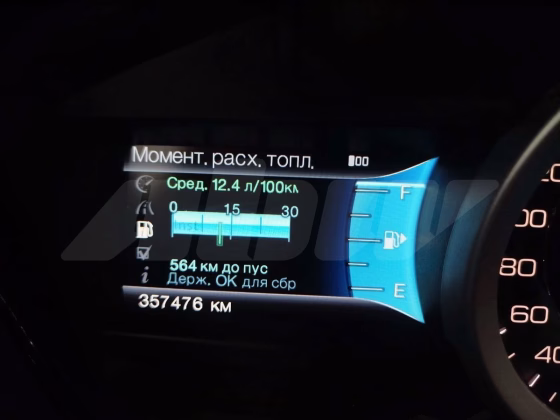 Момент. расх. топл.
Сред. 12.4 л/100км
0 15 30
inst
564 км до пус
Держ. ОК для сбр
357476 км
F
E
100
80
60
40